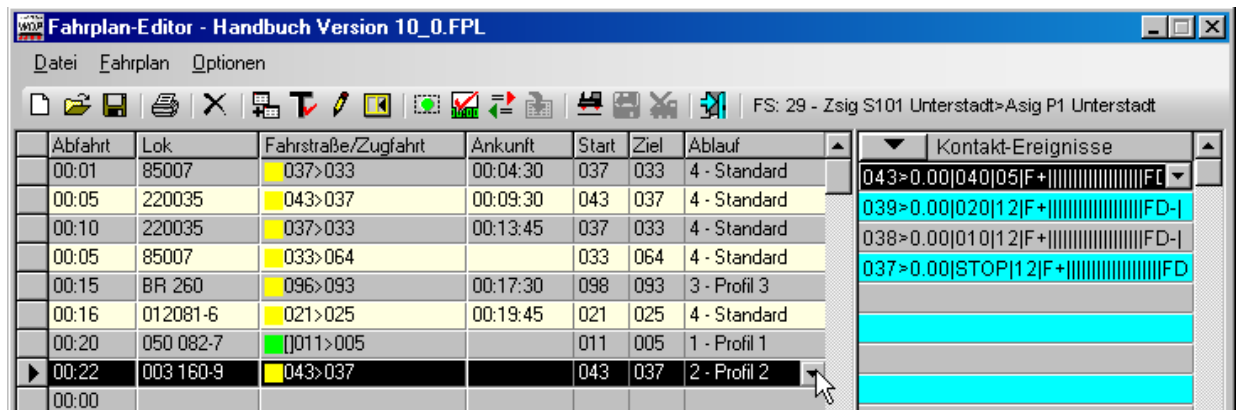 Fahrplan-Editor - Handbuch Version 10_0.FPL
Datei Fahrplan Optionen
FS: 29 - Zsig S101 Unterstadt>Asig P1 Unterstadt
Abfahrt Lok Fahrstraße/Zugfahrt Ankunft Start Ziel Ablauf
00:01 85007 037>033 00:04:30 037 033 4 - Standard
00:05 220035 043>037 00:09:30 043 037 4 - Standard
00:10 220035 037>033 00:13:45 037 033 4 - Standard
00:05 85007 033>064 033 064 4 - Standard
00:15 BR 260 096>093 00:17:30 098 093 3 - Profil 3
00:16 012081-6 021>025 00:19:45 021 025 4 - Standard
00:20 050 082-7 []011>005 011 005 1 - Profil 1
00:22 003 160-9 043>037 043 037 2 - Profil 2
00:00
Kontakt-Ereignisse
043>0.00|040|05|F+||||||||||||||||||||F[
039>0.00|020|12|F+||||||||||||||||||||FD-|
038>0.00|010|12|F+||||||||||||||||||||FD-|
037>0.00|STOP|12|F+||||||||||||||||||||FD